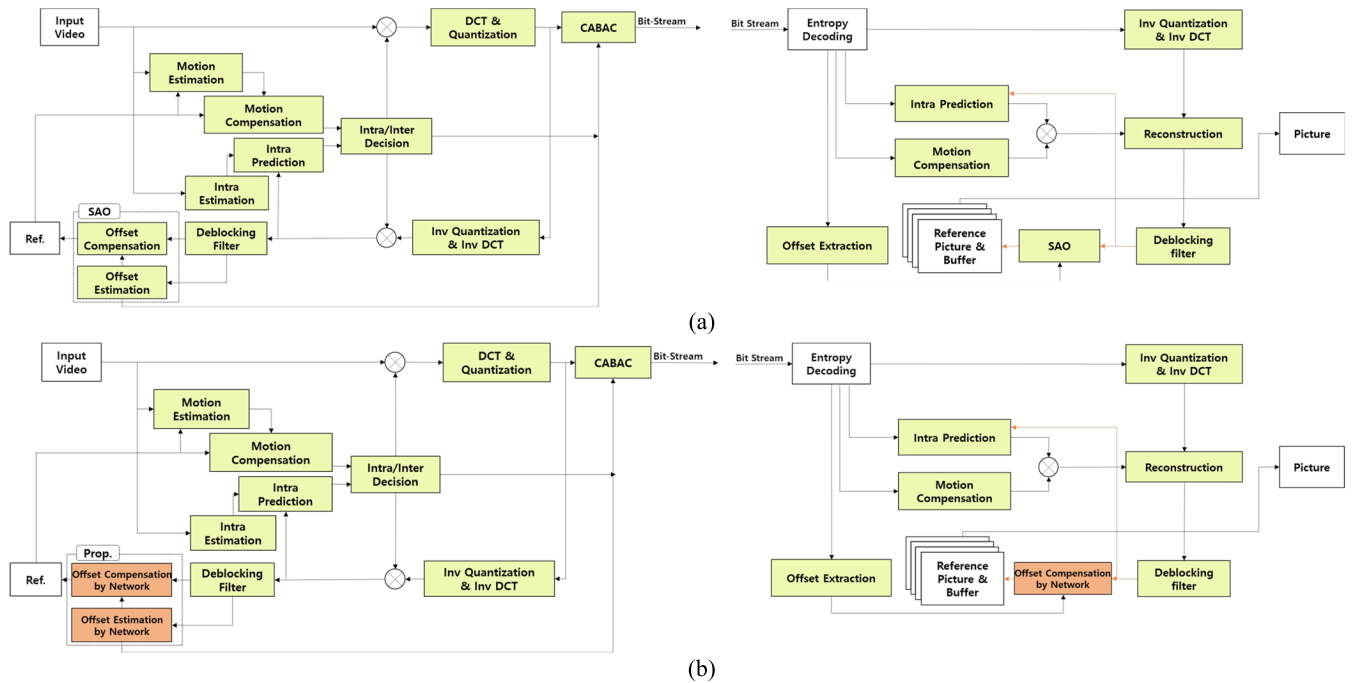 Input
Video
DCT &
Quantization
CABAC
Bit-Stream
Motion
Estimation
Motion
Compensation
Intra/Inter
Decision
Intra
Prediction
Intra
Estimation
SAO
Ref.
Offset
Compensation
Deblocking
Filter
Inv Quantization
& Inv DCT
Offset
Estimation
Bit Stream
Entropy
Decoding
Inv Quantization
& Inv DCT
Intra Prediction
Reconstruction
Picture
Motion
Compensation
Offset Extraction
Reference
Picture &
Buffer
SAO
Deblocking
filter
(a)
Input
Video
DCT &
Quantization
CABAC
Bit-Stream
Motion
Estimation
Motion
Compensation
Intra/Inter
Decision
Intra
Prediction
Intra
Estimation
Prop.
Ref.
Offset Compensation
by Network
Deblocking
Filter
Inv Quantization
& Inv DCT
Offset Estimation
by Network
Bit Stream
Entropy
Decoding
Inv Quantization
& Inv DCT
Intra Prediction
Reconstruction
Picture
Motion
Compensation
Offset Extraction
Reference
Picture &
Buffer
Offset Compensation
by Network
Deblocking
filter
(b)